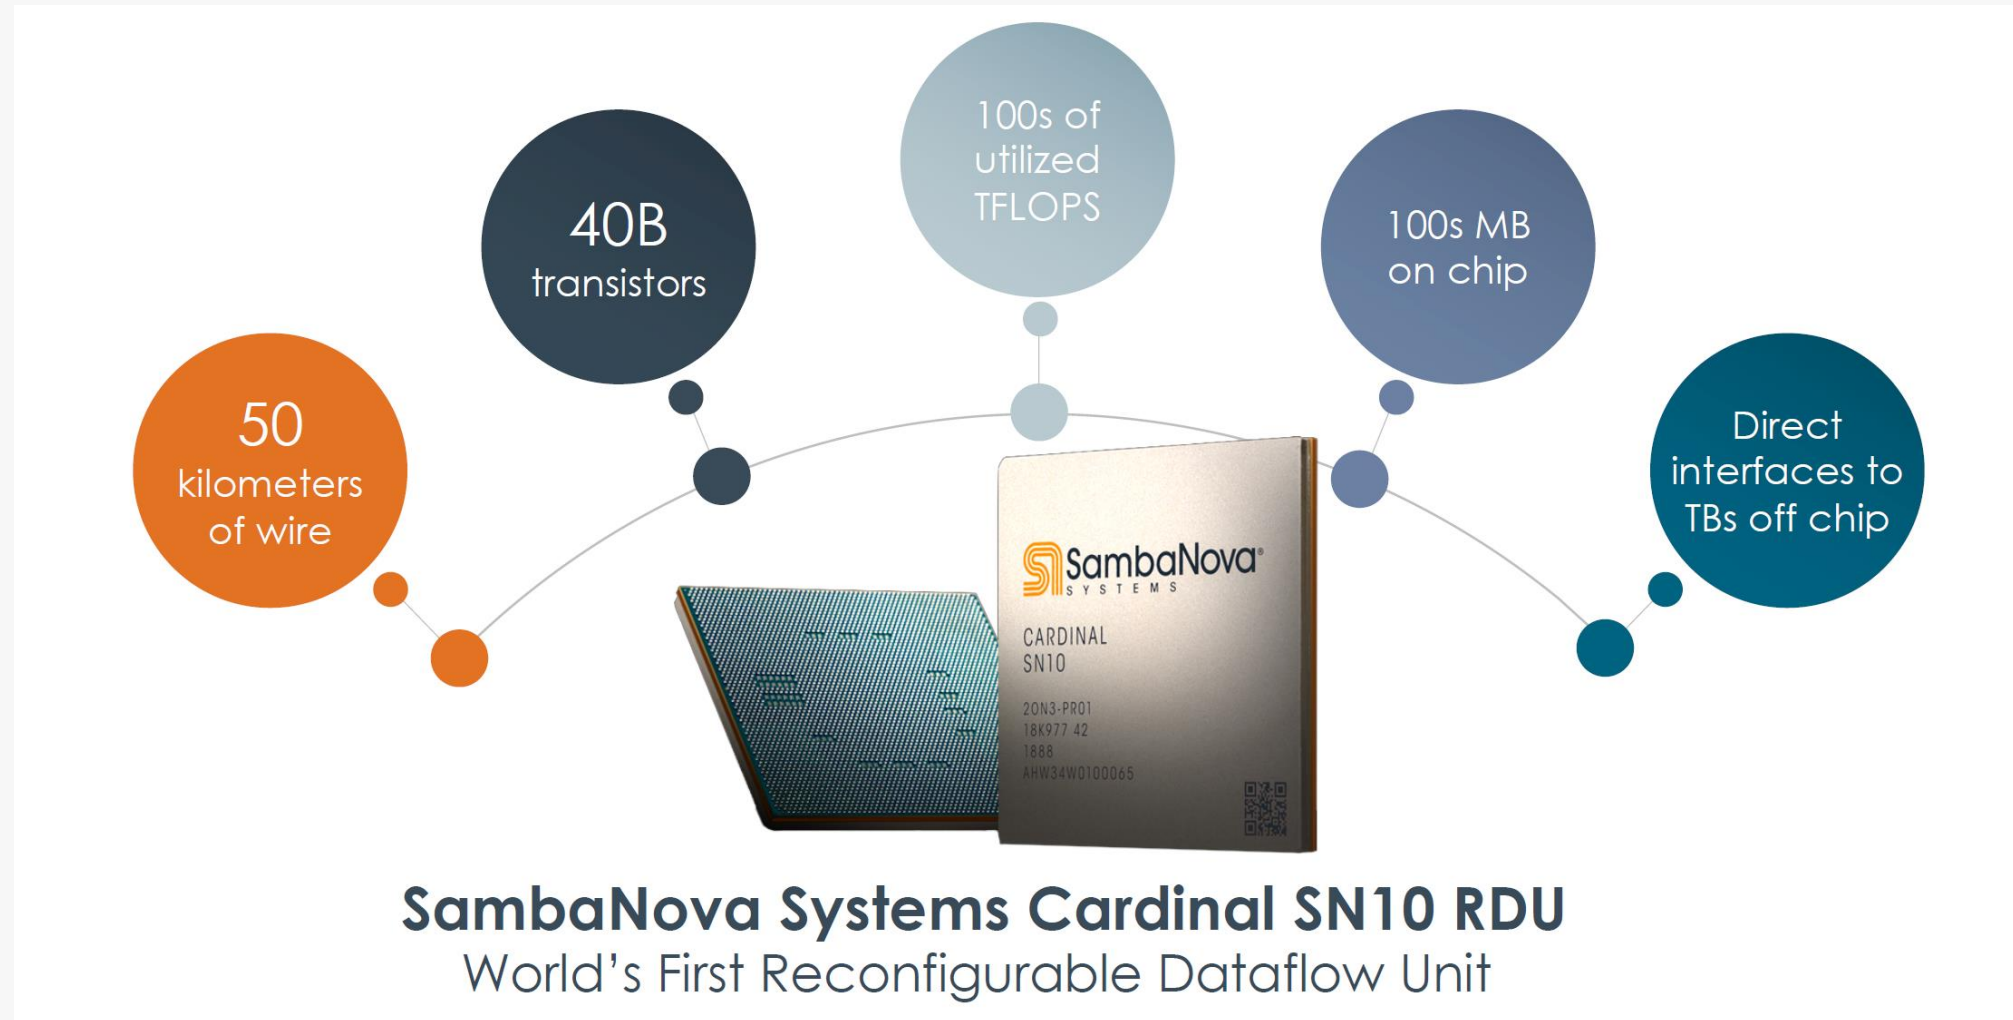 50
kilometers
of wire
40B
transistors
100s of
utilized
TFLOPS
100s MB
on chip
Direct
interfaces to
TBs off chip
SambaNova®
SYSTEMS
CARDINAL
SN10
20N3-PR01
18K977 42
1888
AHW34W0100065
SambaNova Systems Cardinal SN10 RDU
World's First Reconfigurable Dataflow Unit